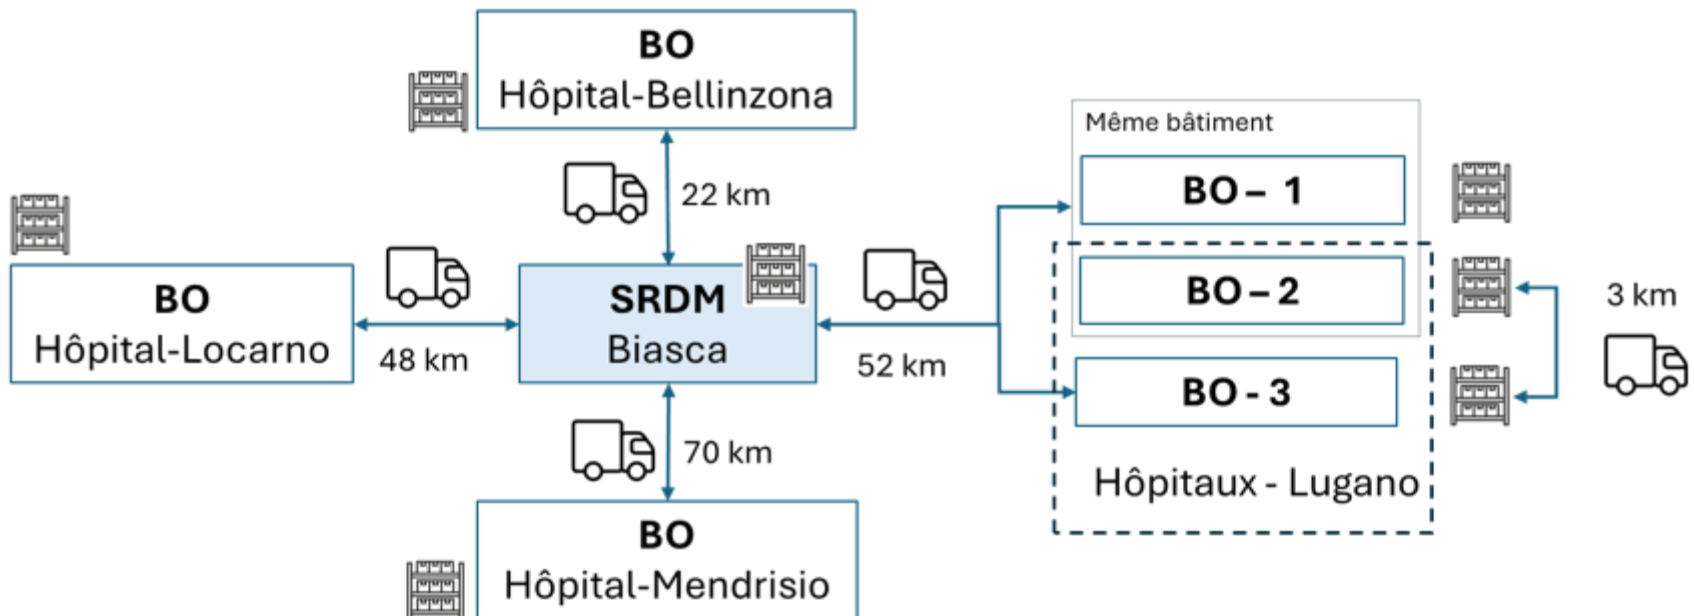 BO
Hôpital-Bellinzona
22 km
Même bâtiment
BO – 1
BO – 2
BO - 3
Hôpitaux - Lugano
3 km
BO
Hôpital-Locarno
48 km
SRDM
Biasca
52 km
70 km
BO
Hôpital-Mendrisio